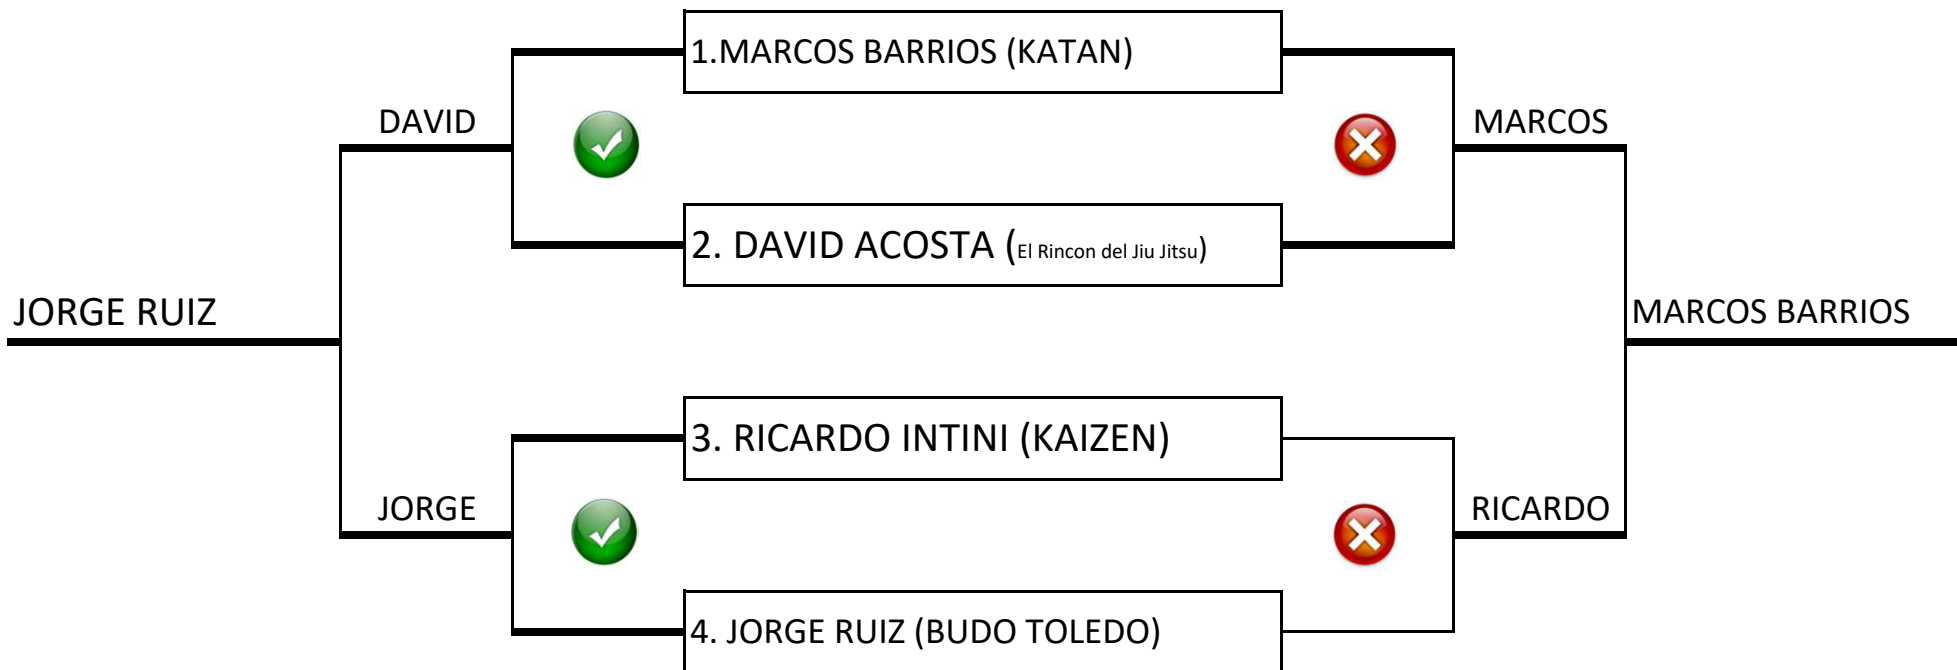 1.MARCOS BARRIOS (KATAN)
DAVID
MARCOS
2. DAVID ACOSTA (El Rincon del Jiu Jitsu)
JORGE RUIZ
MARCOS BARRIOS
3. RICARDO INTINI (KAIZEN)
JORGE
RICARDO
4. JORGE RUIZ (BUDO TOLEDO)